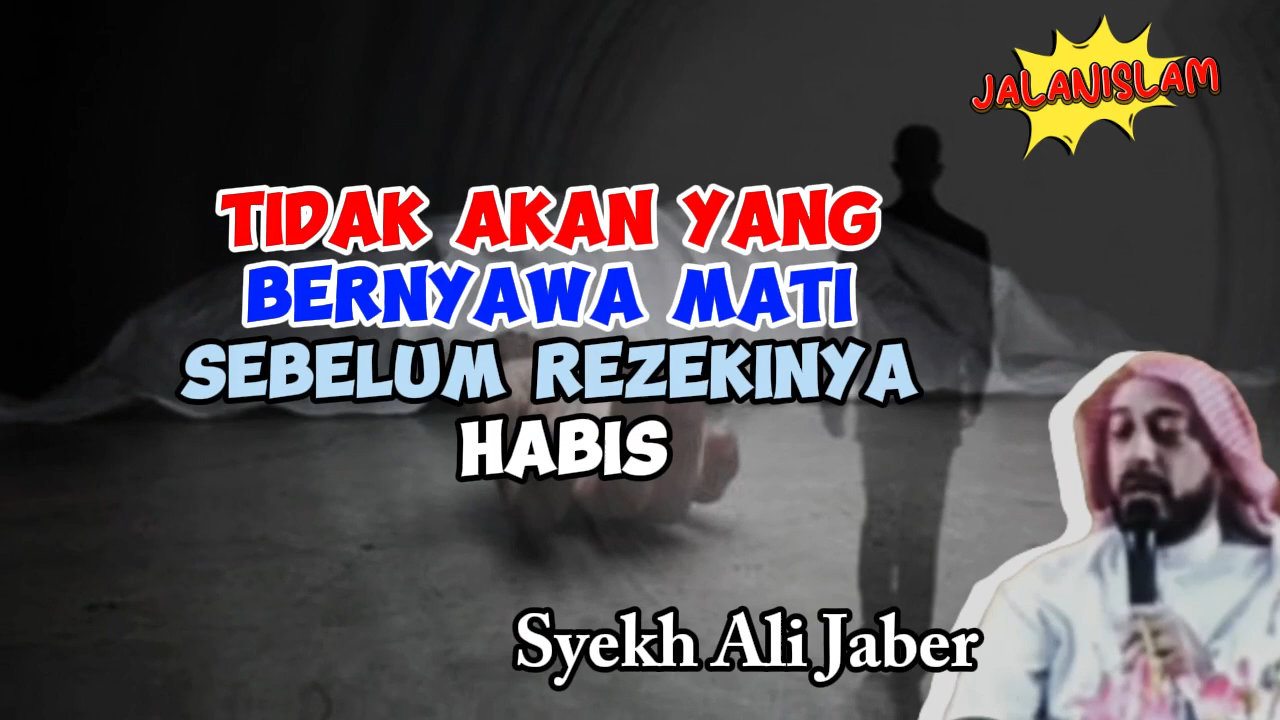 JALANISLAM
TIDAK AKAN YANG
BERNYAWA MATI
SEBELUM REZEKINYA
HABIS
Syekh Ali Jaber